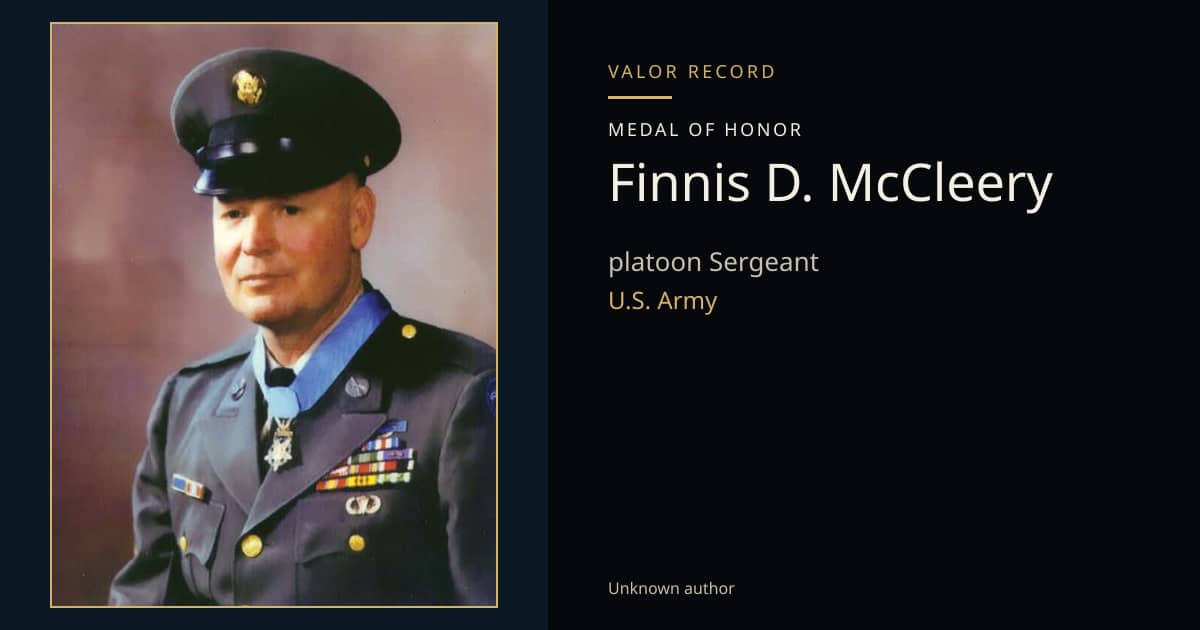 VALOR RECORD
MEDAL OF HONOR
Finnis D. McCleery
platoon Sergeant
U.S. Army
Unknown author